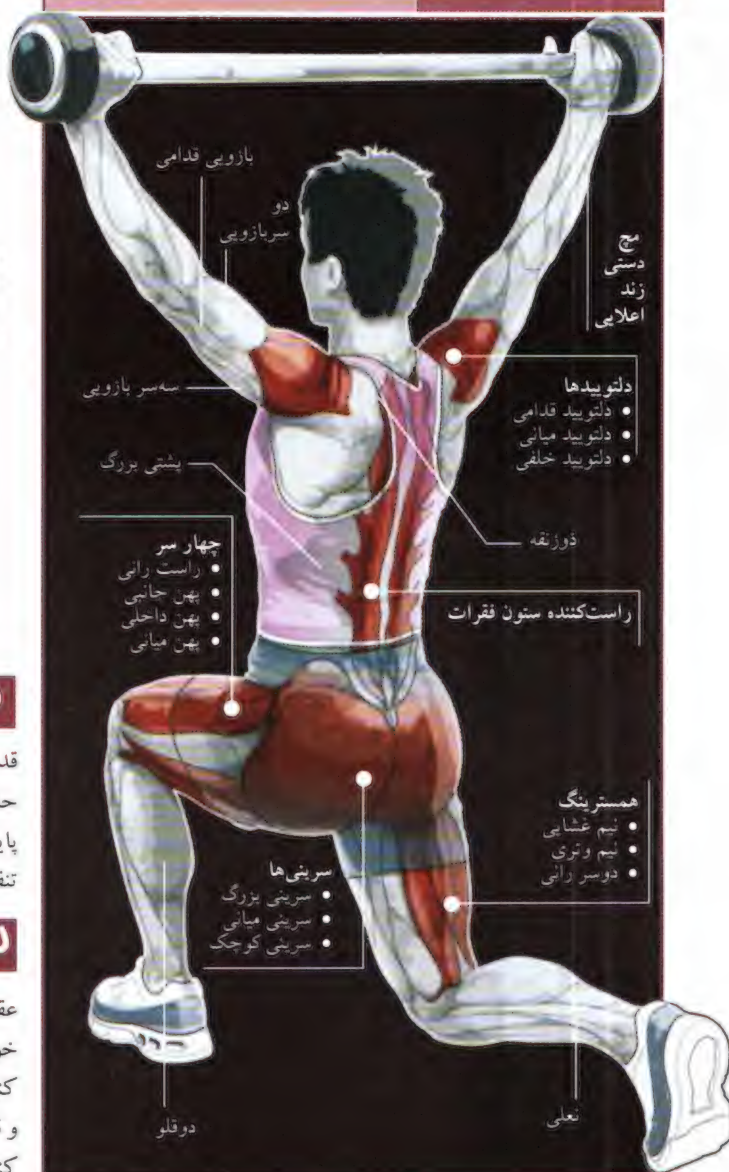 بازویی قدامی
دو
سربازویی
مچ
دستی
زند
اعلایی
سه‌سر بازویی
دلتوییدها
• دلتویید قدامی
• دلتویید میانی
• دلتویید خلفی
پشتی بزرگ
ذوزنقه
چهار سر
• راست رانی
• پهن جانبی
• پهن داخلی
• پهن میانی
راست‌کننده ستون فقرات
همسترینگ
• نیم غشایی
• نیم وتری
• دوسر رانی
سرینی‌ها
• سرینی بزرگ
• سرینی میانی
• سرینی کوچک
نعلی
دوقلو